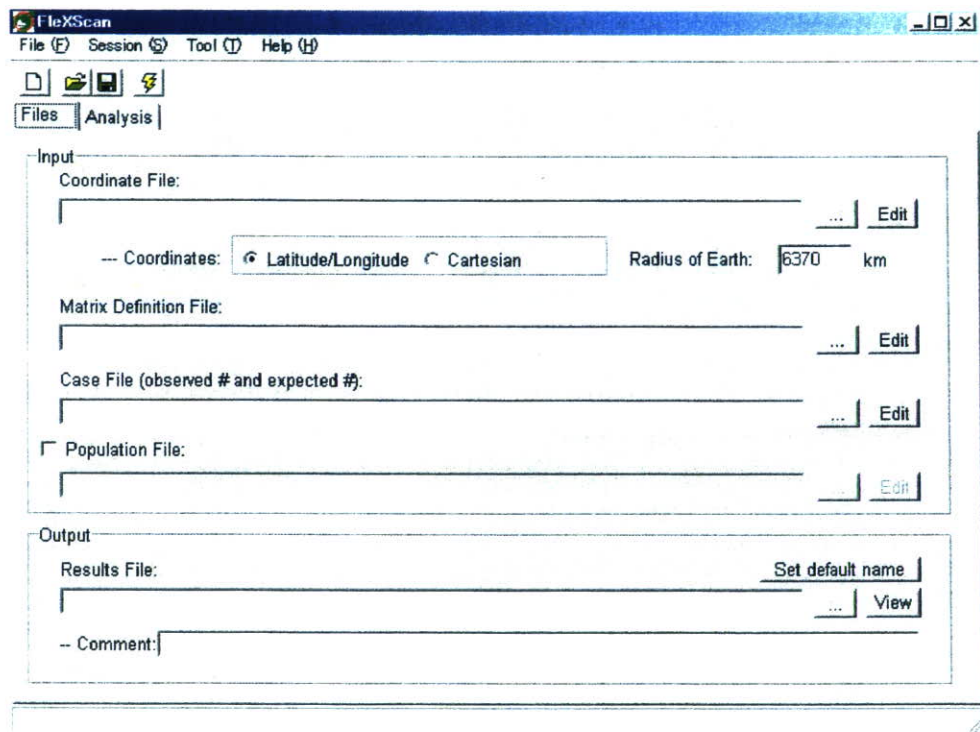 FleXScan
File (F) Session (S) Tool (T) Help (H)
Files Analysis
Input
Coordinate File:
... Edit
--- Coordinates: Latitude/Longitude Cartesian Radius of Earth: 6370 km
Matrix Definition File:
... Edit
Case File (observed # and expected #):
... Edit
Population File:
... Edit
Output
Results File: Set default name
... View
-- Comment: